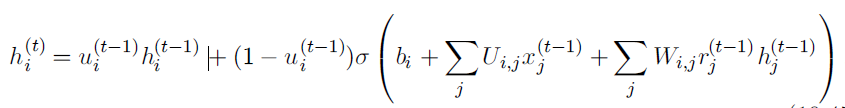 h_i^{(t)} = u_i^{(t-1)} h_i^{(t-1)} + (1 - u_i^{(t-1)}) σ ( b_i + ∑_j U_{i,j} x_j^{(t-1)} + ∑_j W_{i,j} r_j^{(t-1)} h_j^{(t-1)} )